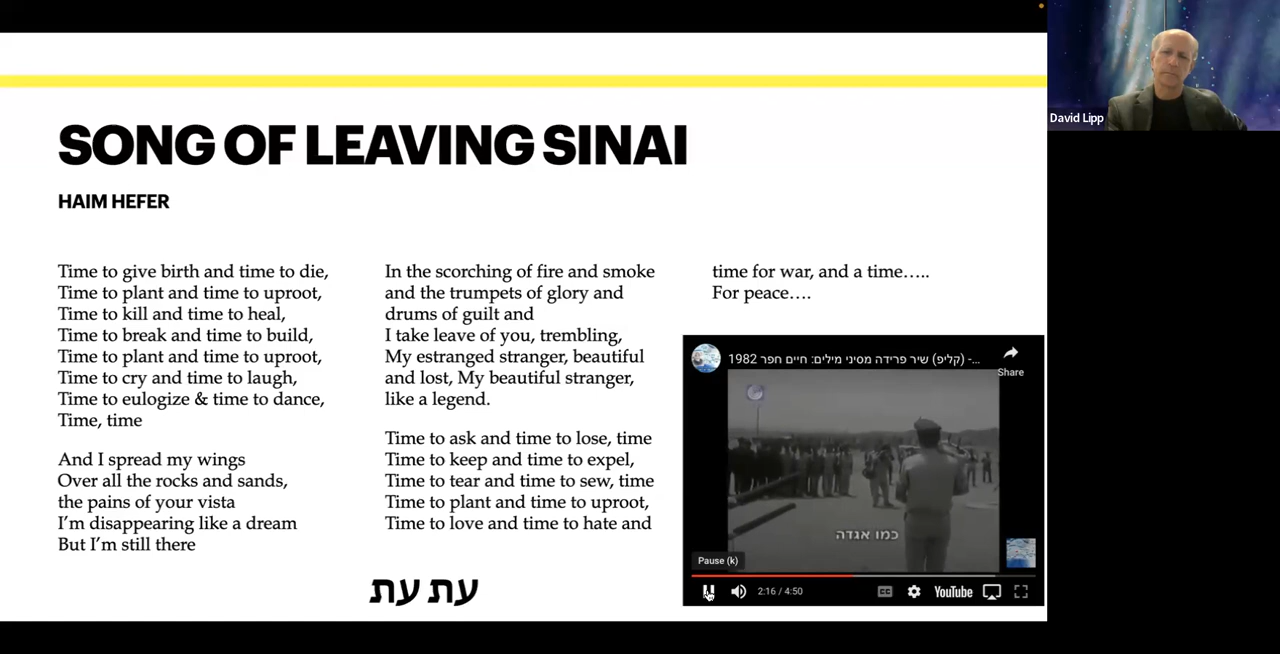 David Lipp
SONG OF LEAVING SINAI
HAIM HEFER
Time to give birth and time to die,
Time to plant and time to uproot,
Time to kill and time to heal,
Time to break and time to build,
Time to plant and time to uproot,
Time to cry and time to laugh,
Time to eulogize & time to dance,
Time, time
And I spread my wings
Over all the rocks and sands,
the pains of your vista
I'm disappearing like a dream
But I'm still there
In the scorching of fire and smoke
and the trumpets of glory and
drums of guilt and
I take leave of you, trembling,
My estranged stranger, beautiful
and lost, My beautiful stranger,
like a legend.
Time to ask and time to lose, time
Time to keep and time to expel,
Time to tear and time to sew, time
Time to plant and time to uproot,
Time to love and time to hate and
time for war, and a time…..
For peace….
עת עת
(קליפ) שיר פרידה מסיני מילים: חיים חפר 1982 -...
Share
כמו אגדה
Pause (k)
2:16 / 4:50
CC
YouTube